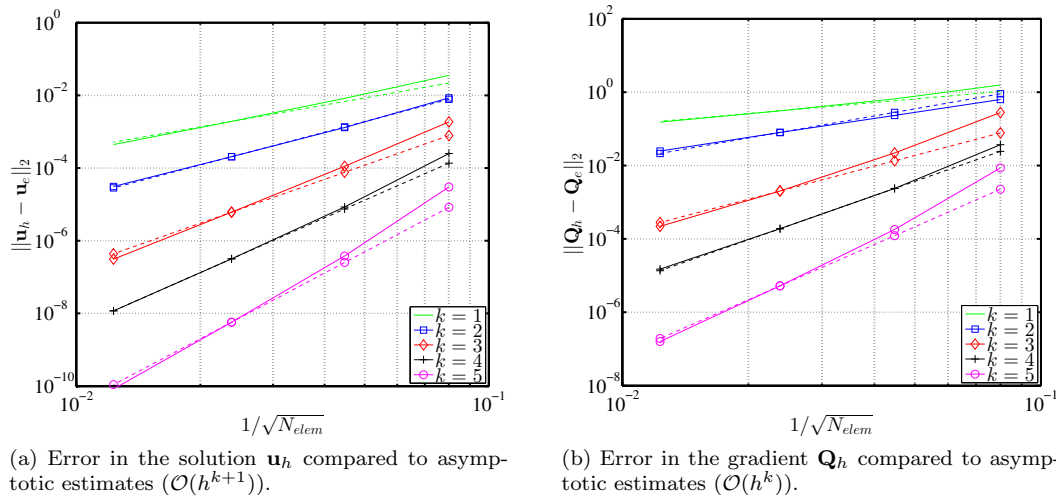 10^0
10^−2
10^−4
10^−6
10^−8
10^−10
||u_h − u_e||_2
k = 1
k = 2
k = 3
k = 4
k = 5
10^−2
10^−1
1/√N_elem
(a) Error in the solution u_h compared to asymp-
totic estimates (O(h^{k+1})).
10^2
10^0
10^−2
10^−4
10^−6
10^−8
||Q_h − Q_e||_2
k = 1
k = 2
k = 3
k = 4
k = 5
10^−2
10^−1
1/√N_elem
(b) Error in the gradient Q_h compared to asymp-
totic estimates (O(h^k)).